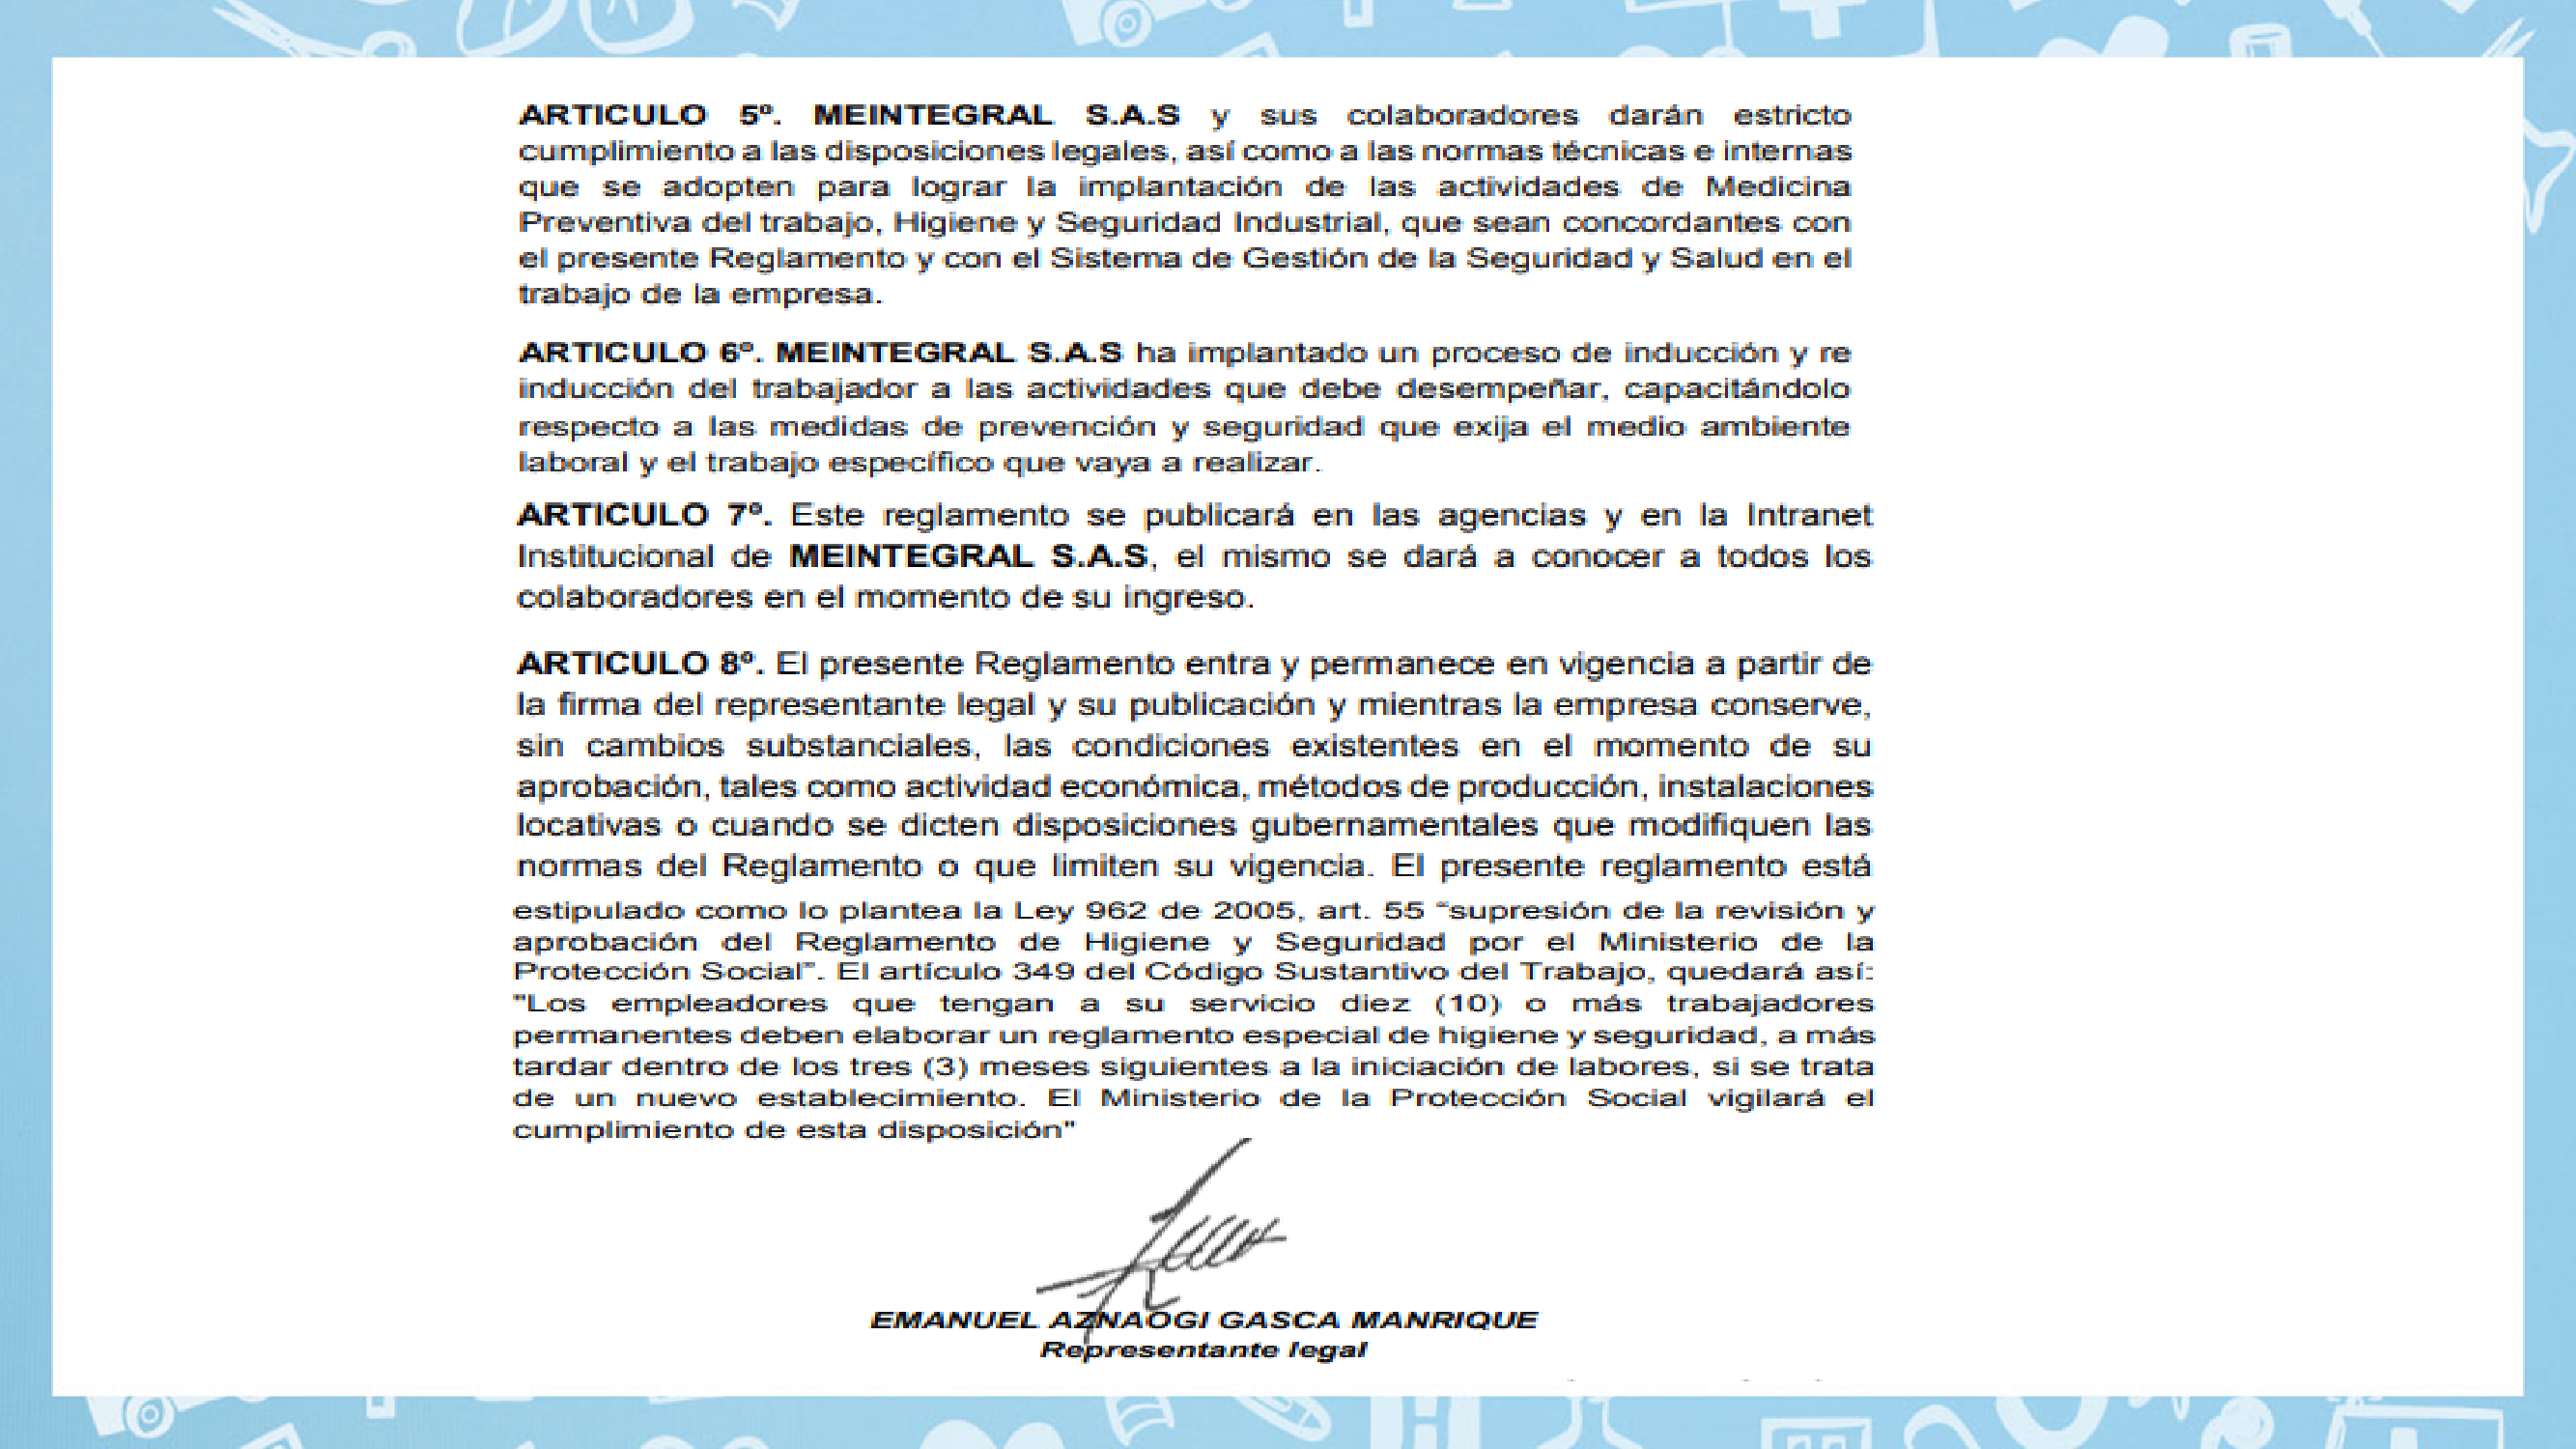 ARTICULO 5º. MEINTEGRAL S.A.S y sus colaboradores darán estricto
cumplimiento a las disposiciones legales, así como a las normas técnicas e internas
que se adopten para lograr la implantación de las actividades de Medicina
Preventiva del trabajo, Higiene y Seguridad Industrial, que sean concordantes con
el presente Reglamento y con el Sistema de Gestión de la Seguridad y Salud en el
trabajo de la empresa.
ARTICULO 6º. MEINTEGRAL S.A.S ha implantado un proceso de inducción y re
inducción del trabajador a las actividades que debe desempeñar, capacitándolo
respecto a las medidas de prevención y seguridad que exija el medio ambiente
laboral y el trabajo específico que vaya a realizar.
ARTICULO 7º. Este reglamento se publicará en las agencias y en la Intranet
Institucional de MEINTEGRAL S.A.S, el mismo se dará a conocer a todos los
colaboradores en el momento de su ingreso.
ARTICULO 8º. El presente Reglamento entra y permanece en vigencia a partir de
la firma del representante legal y su publicación y mientras la empresa conserve,
sin cambios substanciales, las condiciones existentes en el momento de su
aprobación, tales como actividad económica, métodos de producción, instalaciones
locativas o cuando se dicten disposiciones gubernamentales que modifiquen las
normas del Reglamento o que limiten su vigencia. El presente reglamento está
estipulado como lo plantea la Ley 962 de 2005, art. 55 “supresión de la revisión y
aprobación del Reglamento de Higiene y Seguridad por el Ministerio de la
Protección Social”. El artículo 349 del Código Sustantivo del Trabajo, quedará así:
"Los empleadores que tengan a su servicio diez (10) o más trabajadores
permanentes deben elaborar un reglamento especial de higiene y seguridad, a más
tardar dentro de los tres (3) meses siguientes a la iniciación de labores, si se trata
de un nuevo establecimiento. El Ministerio de la Protección Social vigilará el
cumplimiento de esta disposición"
EMANUEL AZNAOGI GASCA MANRIQUE
Representante legal